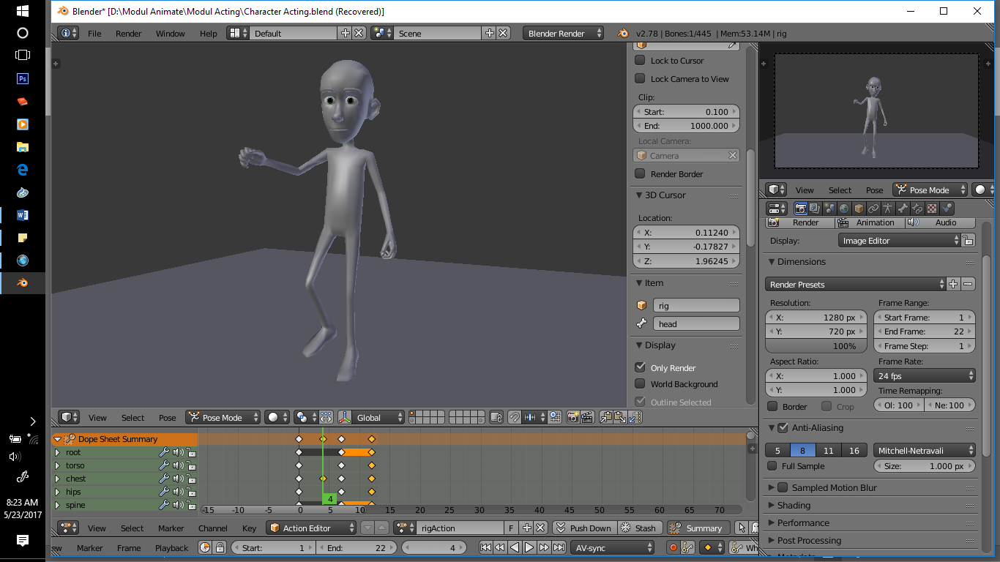 Blender* [D:\Modul Animate\Modul Acting\Character Acting.blend (Recovered)]
File Render Window Help Default Scene Blender Render v2.78 | Bones:1/445 | Mem:53.14M | rig
Lock to Cursor
Lock Camera to View
Clip:
Start: 0.100
End: 1000.000
Local Camera:
Camera
Render Border
3D Cursor
Location:
X: 0.11240
Y: -0.17827
Z: 1.96245
Item
rig
head
Display
Only Render
World Background
Outline Selected
View Select Pose Pose Mode
Render Animation Audio
Display: Image Editor
Dimensions
Render Presets
Resolution: Frame Range:
X: 1280 px Start Frame: 1
Y: 720 px End Frame: 22
100% Frame Step: 1
Aspect Ratio: Frame Rate:
X: 1.000 24 fps
Y: 1.000 Time Remapping:
Border Crop Ol: 100 Ne:100
Anti-Aliasing
5 8 11 16 Mitchell-Netravali
Full Sample Size: 1.000 px
Sampled Motion Blur
Shading
Performance
Post Processing
View Select Pose Pose Mode Global
Dope Sheet Summary
root
torso
chest
hips
spine
4
-15 -10 -5 0 5 10 15 20 25 30 35 40 45 50 55 60 65 70
View Select Marker Channel Key Action Editor rigAction F Push Down Stash Summary
ew Marker Frame Playback Start: 1 End: 22 4 AV-sync Wh
Ps
8:23 AM
5/23/2017